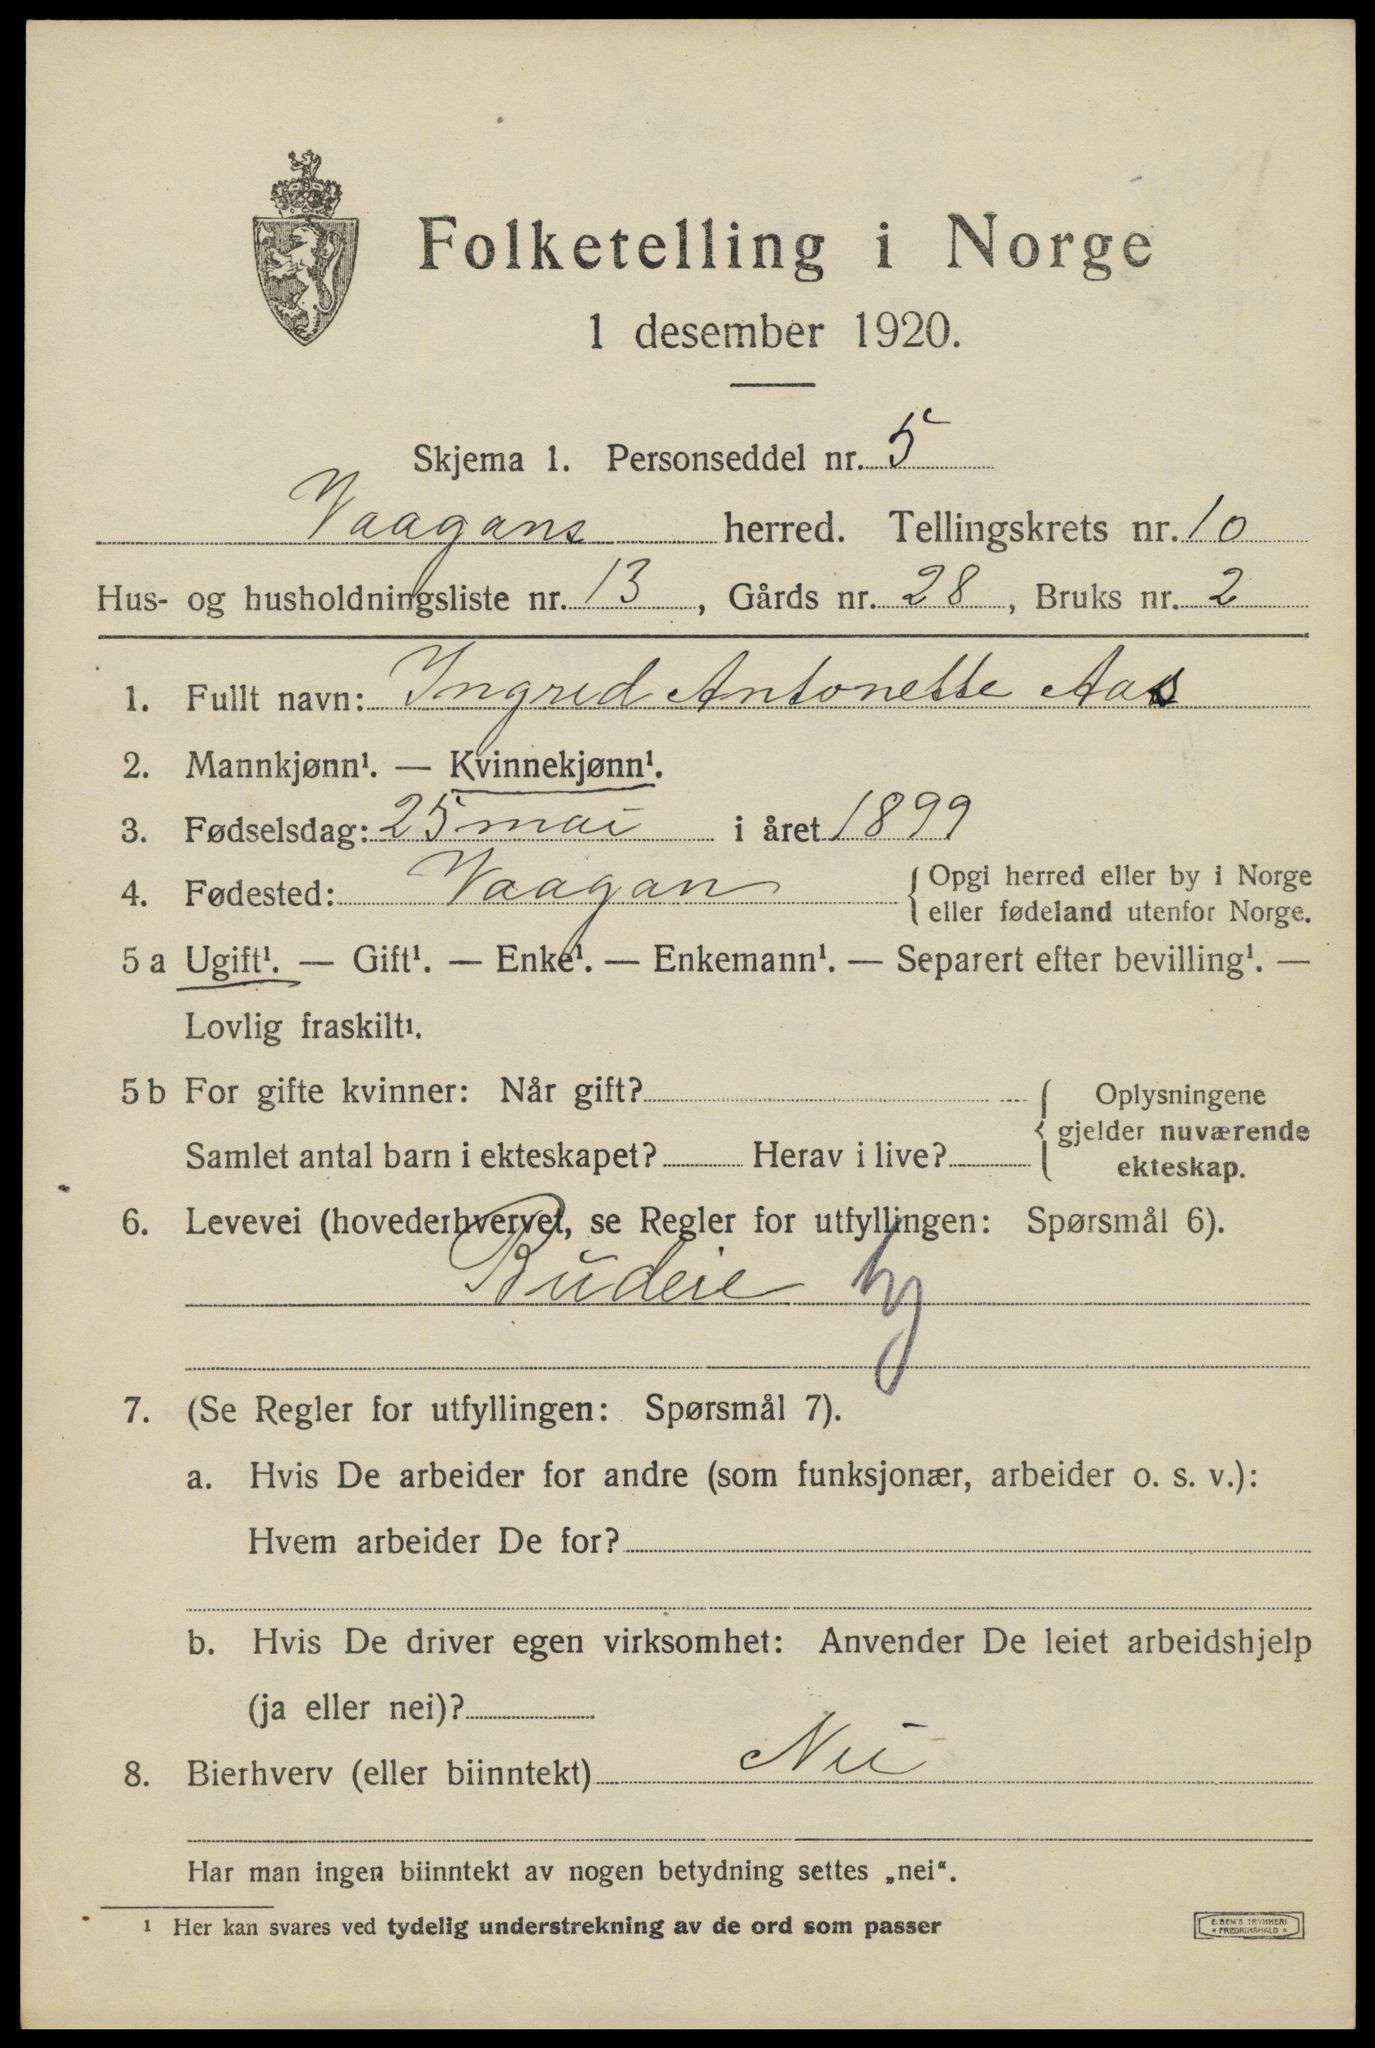 Folketelling i Norge
1 desember 1920.
Skjema 1. Personseddel nr. 5
Vaagans herred. Tellingskrets nr. 10
Hus- og husholdningsliste nr. 13, Gårds nr. 28, Bruks nr. 2
1. Fullt navn: Ingrid Antonette Aas
2. Mannkjønn¹. — Kvinnekjønn¹.
3. Fødselsdag: 25 mai i året 1899
4. Fødested: Vaagan { Opgi herred eller by i Norge
eller fødeland utenfor Norge.
5 a Ugift¹. — Gift¹. — Enke¹. — Enkemann¹. — Separert efter bevilling¹. —
Lovlig fraskilt¹.
5 b For gifte kvinner: Når gift? { Oplysningene
gjelder nuværende
Samlet antal barn i ekteskapet? Herav i live? ekteskap.
6. Levevei (hovederhvervet, se Regler for utfyllingen: Spørsmål 6).
Budeie hj
7. (Se Regler for utfyllingen: Spørsmål 7).
a. Hvis De arbeider for andre (som funksjonær, arbeider o. s. v.):
Hvem arbeider De for?
b. Hvis De driver egen virksomhet: Anvender De leiet arbeidshjelp
(ja eller nei)?
8. Bierhverv (eller biinntekt) Nei
Har man ingen biinntekt av nogen betydning settes „nei“.
¹ Her kan svares ved tydelig understrekning av de ord som passer
E. SEM'S TRYKKERI
• FREDRIKSHALD •